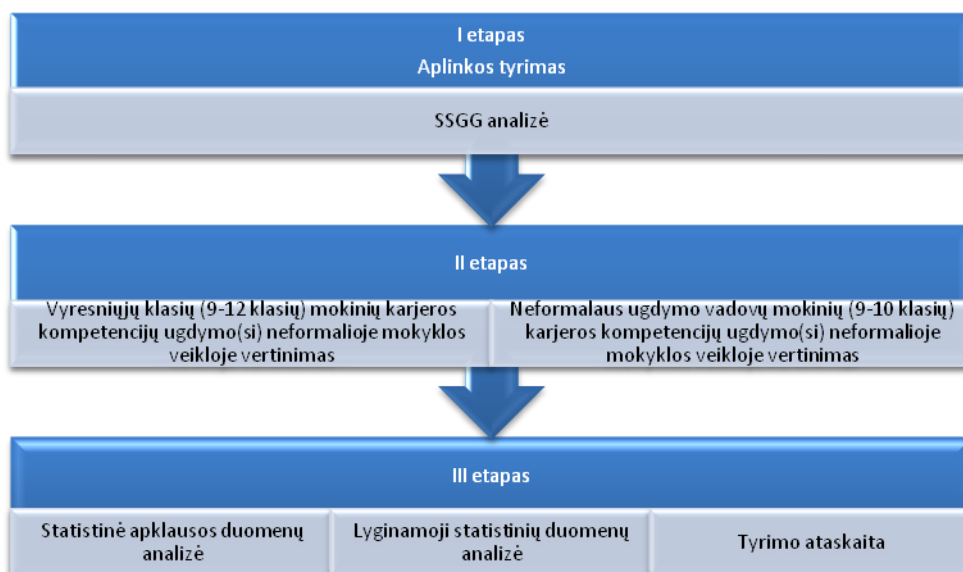 I etapas
Aplinkos tyrimas
SSGG analizė
II etapas
Vyresniųjų klasių (9-12 klasių) mokinių karjeros
kompetencijų ugdymo(si) neformalioje mokyklos
veikloje vertinimas
Neformalaus ugdymo vadovų mokinių (9-10 klasių)
karjeros kompetencijų ugdymo(si) neformalioje
mokyklos veikloje vertinimas
III etapas
Statistinė apklausos duomenų
analizė
Lyginamoji statistinių duomenų
analizė
Tyrimo ataskaita